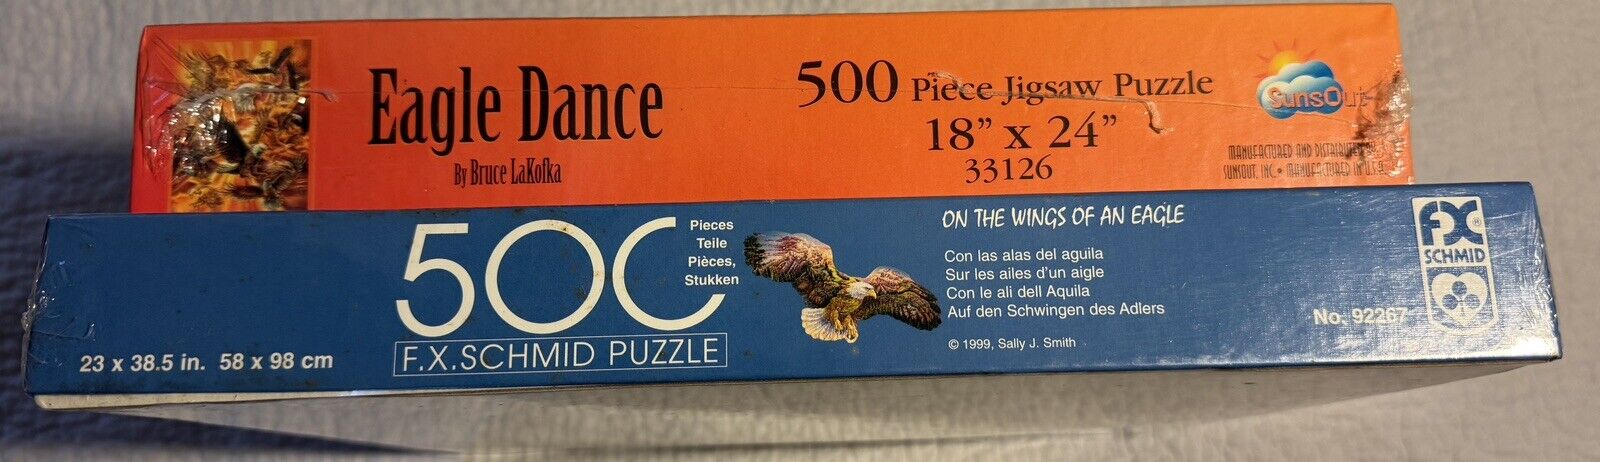 Eagle Dance
By Bruce LaKofka
500 Piece Jigsaw Puzzle
18" x 24"
33126
SunsOut
MANUFACTURED AND DISTRIBUTED BY
SUNSOUT, INC. • MANUFACTURED IN U.S.A.
500
Pieces
Teile
Pièces,
Stukken
F.X.SCHMID PUZZLE
23 x 38.5 in. 58 x 98 cm
ON THE WINGS OF AN EAGLE
Con las alas del aguila
Sur les ailes d'un aigle
Con le ali dell Aquila
Auf den Schwingen des Adlers
© 1999, Sally J. Smith
No. 92267
FX®
SCHMID